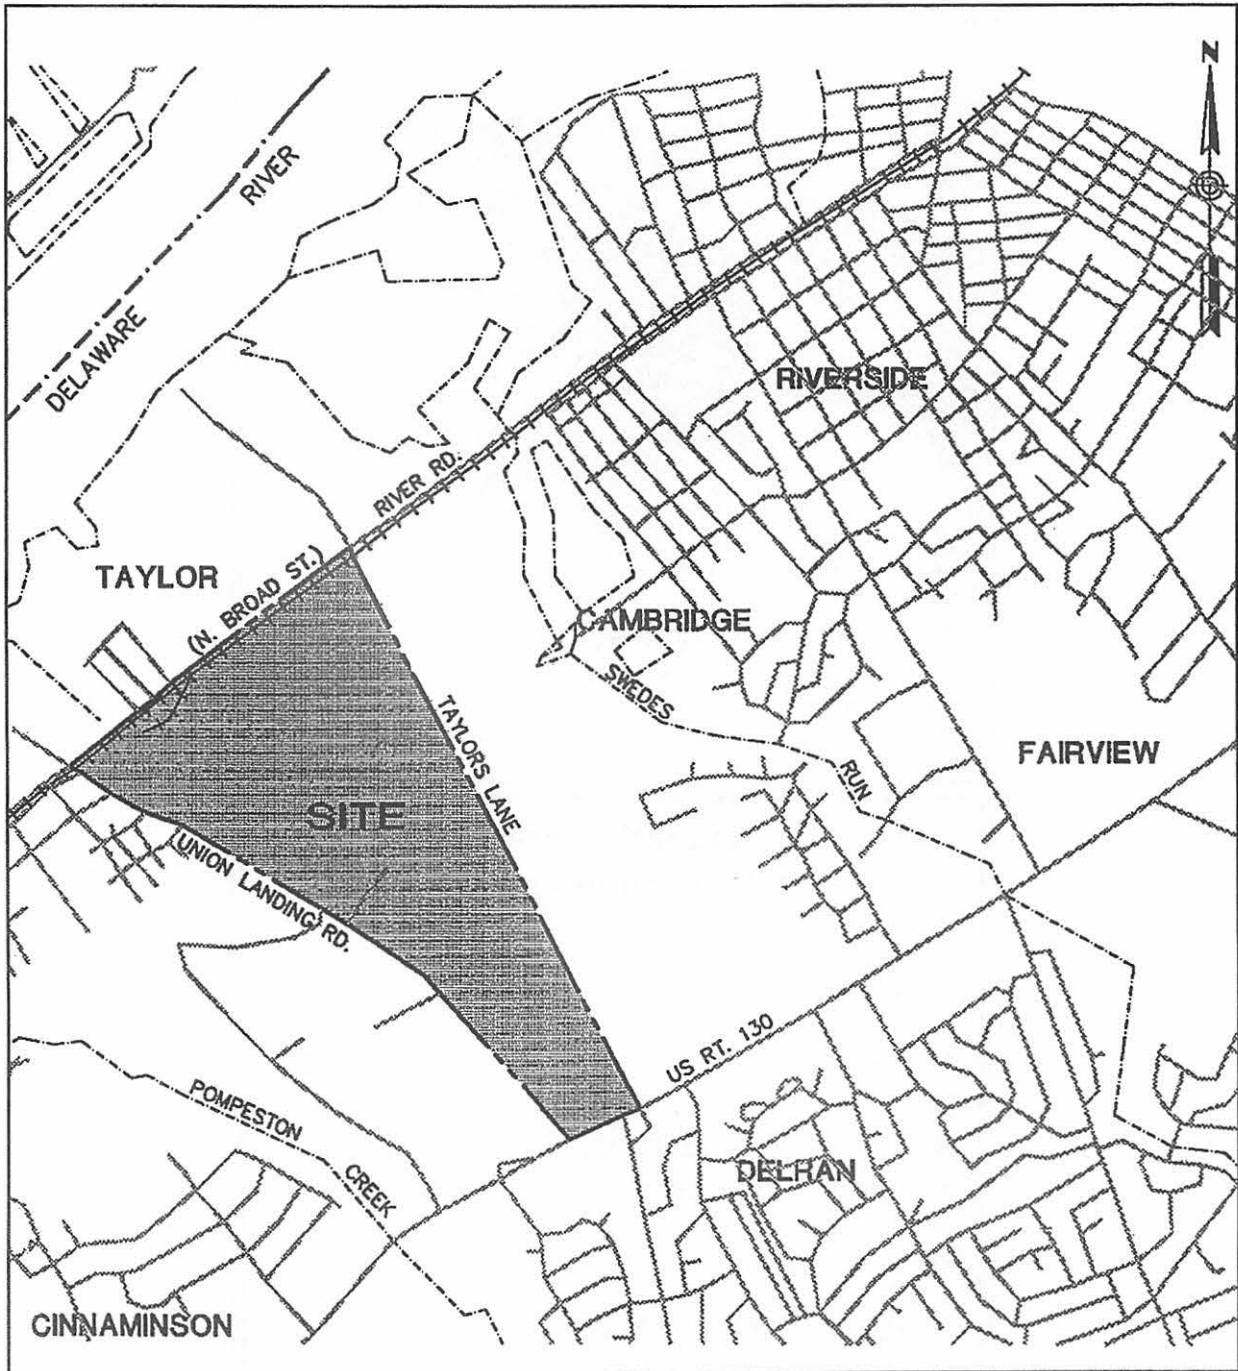 N
RIVER
DELAWARE
RIVERSIDE
RIVER RD.
(N. BROAD ST.)
TAYLOR
CAMBRIDGE
SWEDES
RUN
TAYLORS LANE
FAIRVIEW
SITE
UNION LANDING RD.
US RT. 130
POMPESTON
CREEK
DELRAN
CINNAMINSON